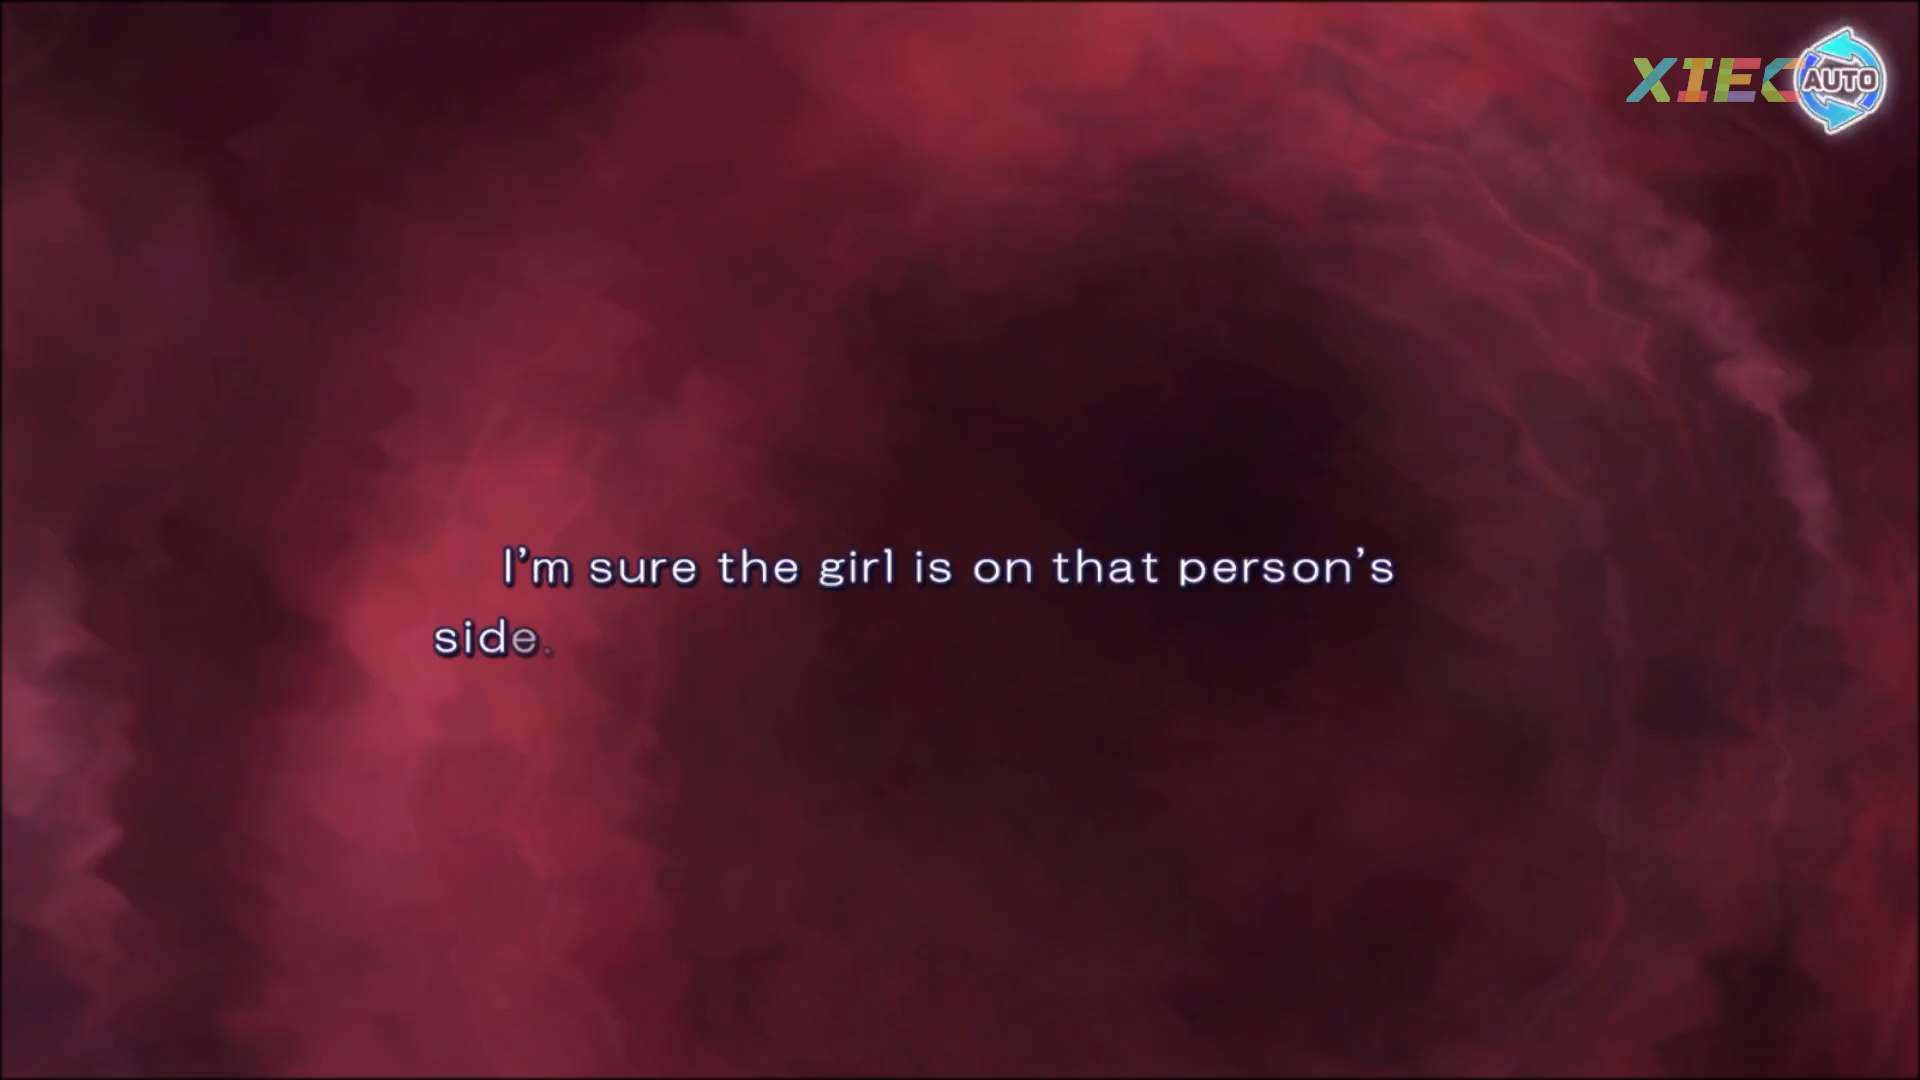 XIEC
AUTO
I'm sure the girl is on that person's
side.